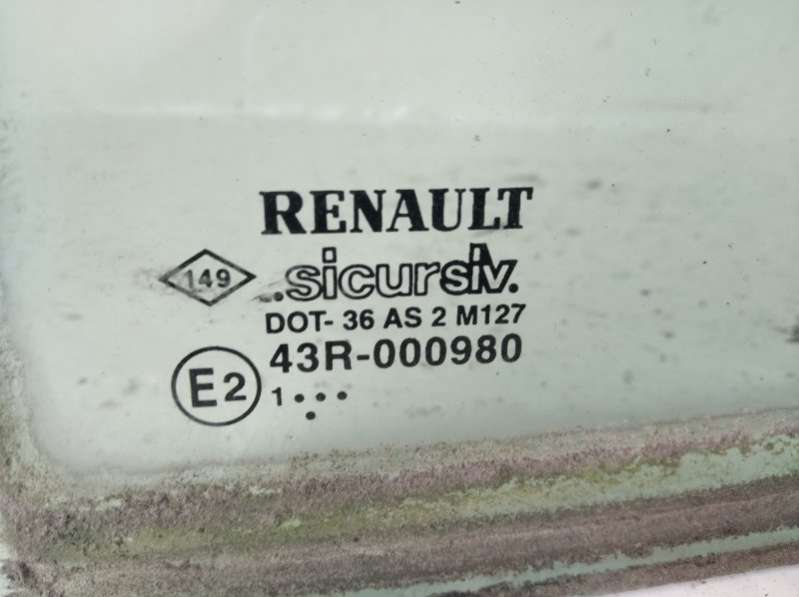 RENAULT
149
..sicursiv.
DOT- 36 AS 2 M127
43R-000980
E2
1••••